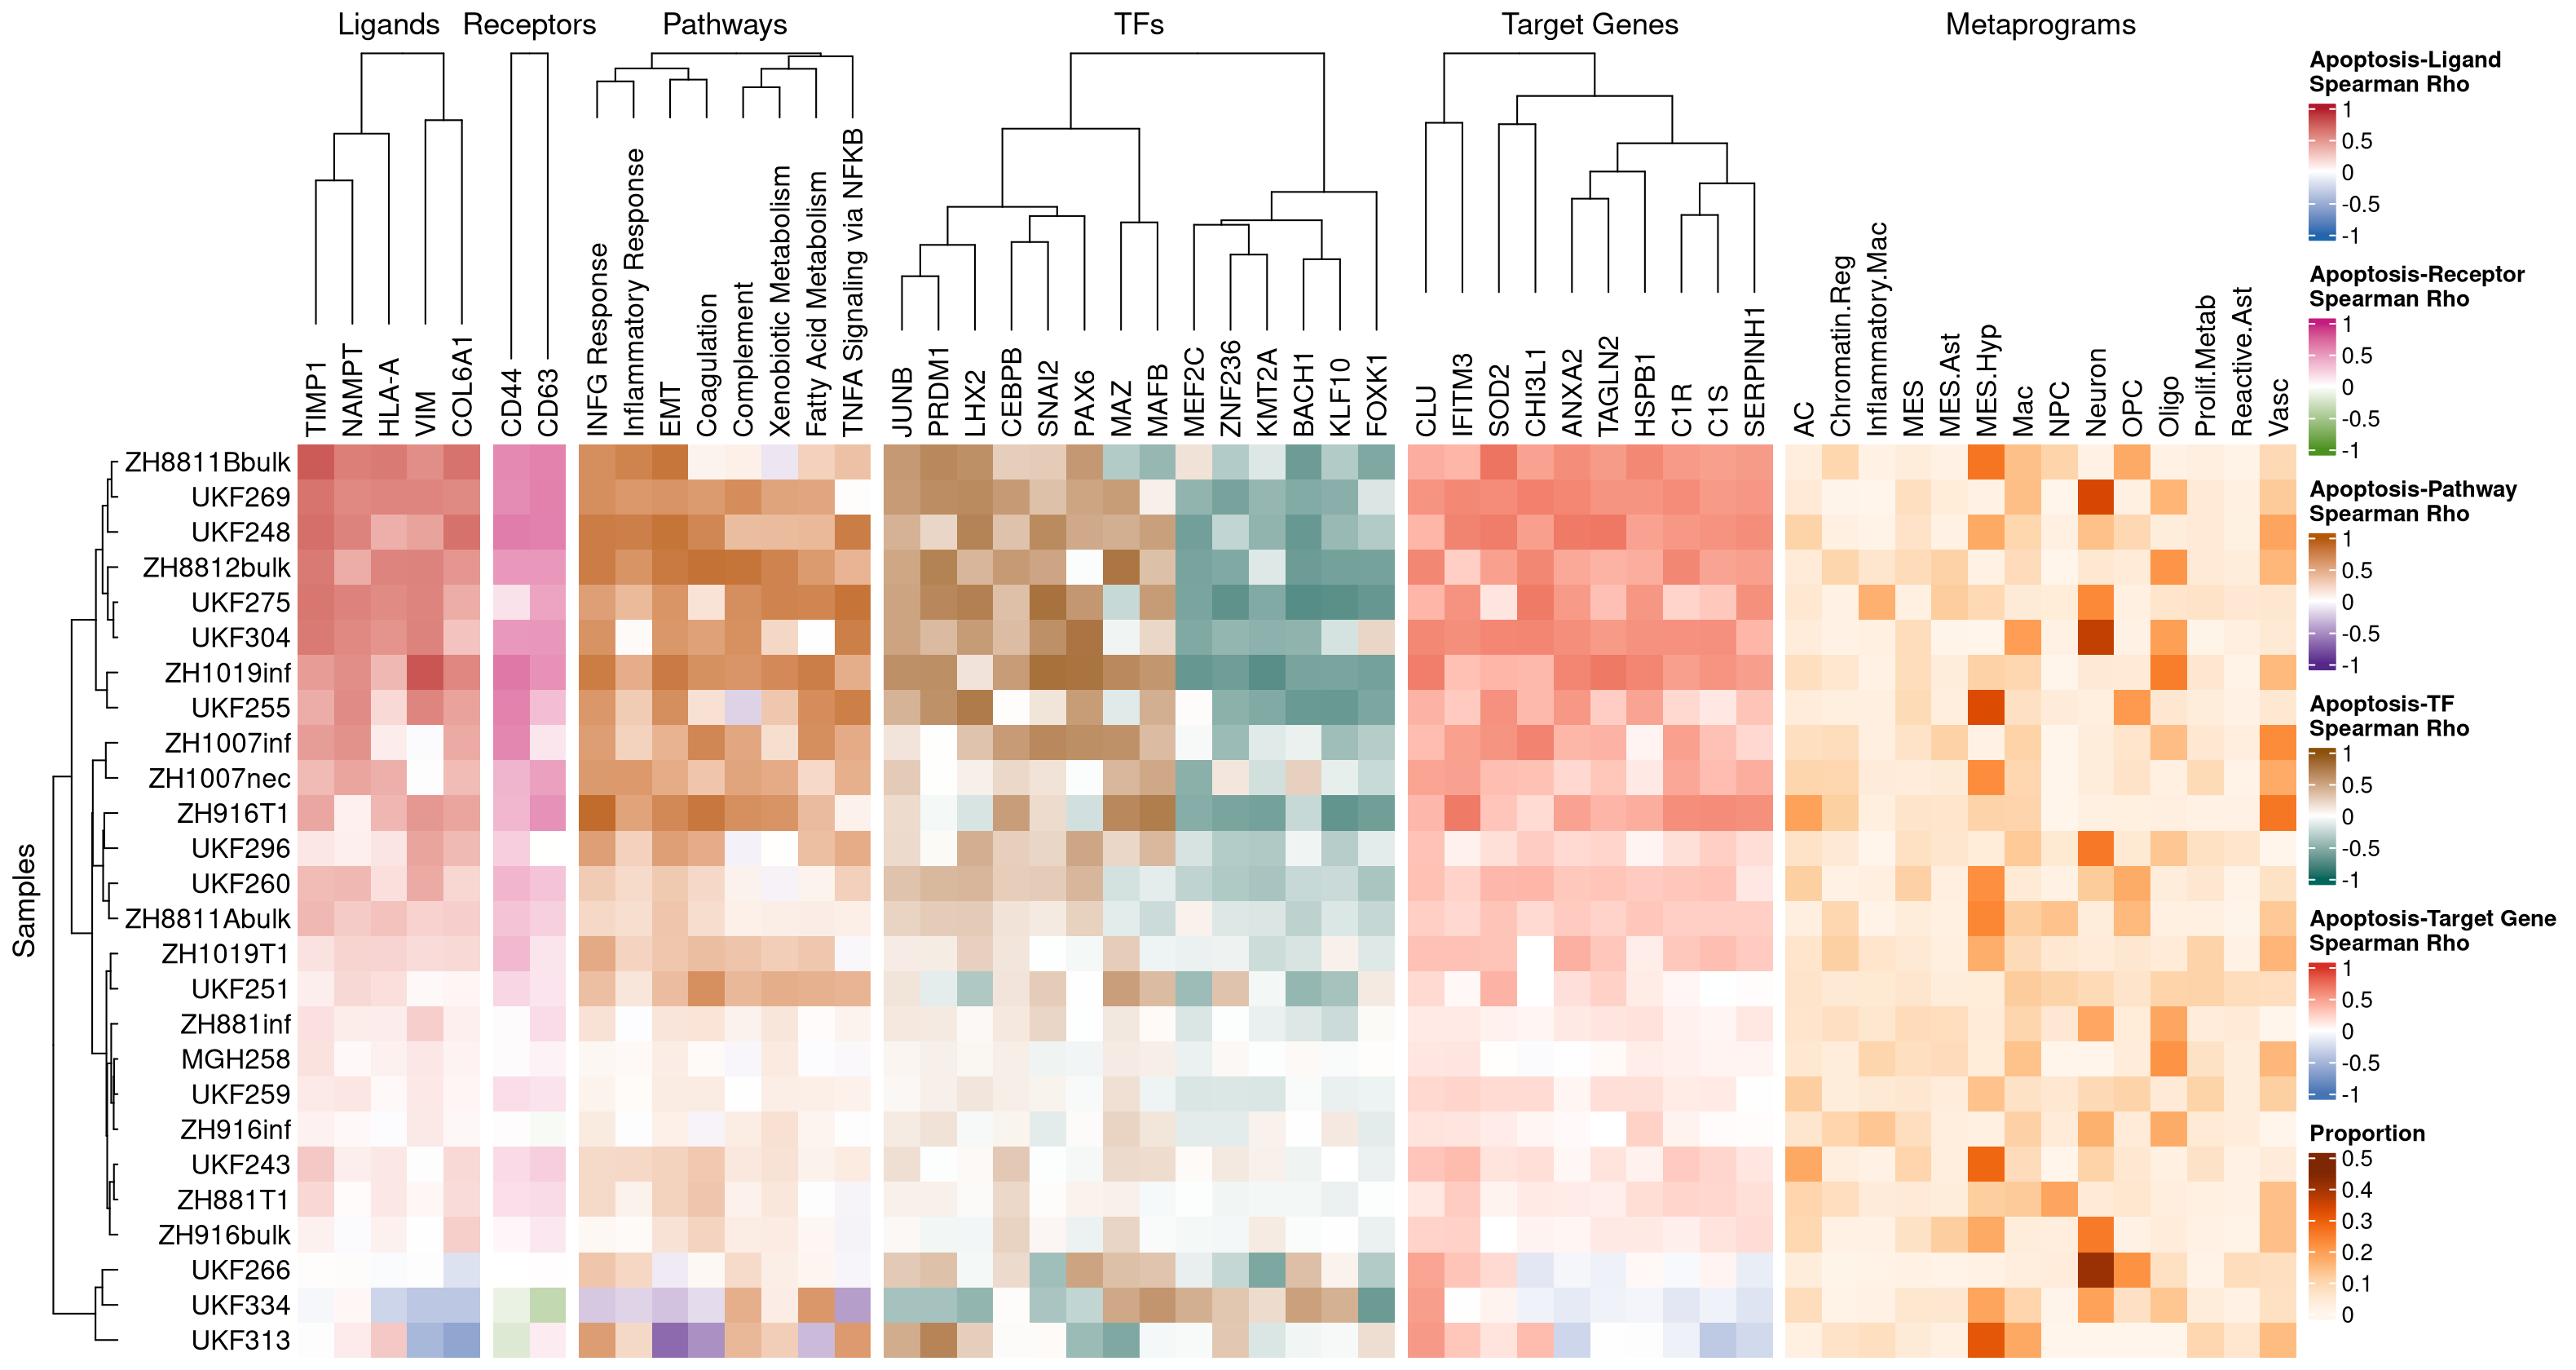 Ligands Receptors Pathways TFs Target Genes Metaprograms
TIMP1
NAMPT
HLA-A
VIM
COL6A1
CD44
CD63
INFG Response
Inflammatory Response
EMT
Coagulation
Complement
Xenobiotic Metabolism
Fatty Acid Metabolism
TNFA Signaling via NFKB
JUNB
PRDM1
LHX2
CEBPB
SNAI2
PAX6
MAZ
MAFB
MEF2C
ZNF236
KMT2A
BACH1
KLF10
FOXK1
CLU
IFITM3
SOD2
CHI3L1
ANXA2
TAGLN2
HSPB1
C1R
C1S
SERPINH1
AC
Chromatin.Reg
Inflammatory.Mac
MES
MES.Ast
MES.Hyp
Mac
NPC
Neuron
OPC
Oligo
Prolif.Metab
Reactive.Ast
Vasc
Samples
ZH8811Bbulk
UKF269
UKF248
ZH8812bulk
UKF275
UKF304
ZH1019inf
UKF255
ZH1007inf
ZH1007nec
ZH916T1
UKF296
UKF260
ZH8811Abulk
ZH1019T1
UKF251
ZH881inf
MGH258
UKF259
ZH916inf
UKF243
ZH881T1
ZH916bulk
UKF266
UKF334
UKF313
Apoptosis-Ligand
Spearman Rho
1
0.5
0
-0.5
-1
Apoptosis-Receptor
Spearman Rho
1
0.5
0
-0.5
-1
Apoptosis-Pathway
Spearman Rho
1
0.5
0
-0.5
-1
Apoptosis-TF
Spearman Rho
1
0.5
0
-0.5
-1
Apoptosis-Target Gene
Spearman Rho
1
0.5
0
-0.5
-1
Proportion
0.5
0.4
0.3
0.2
0.1
0